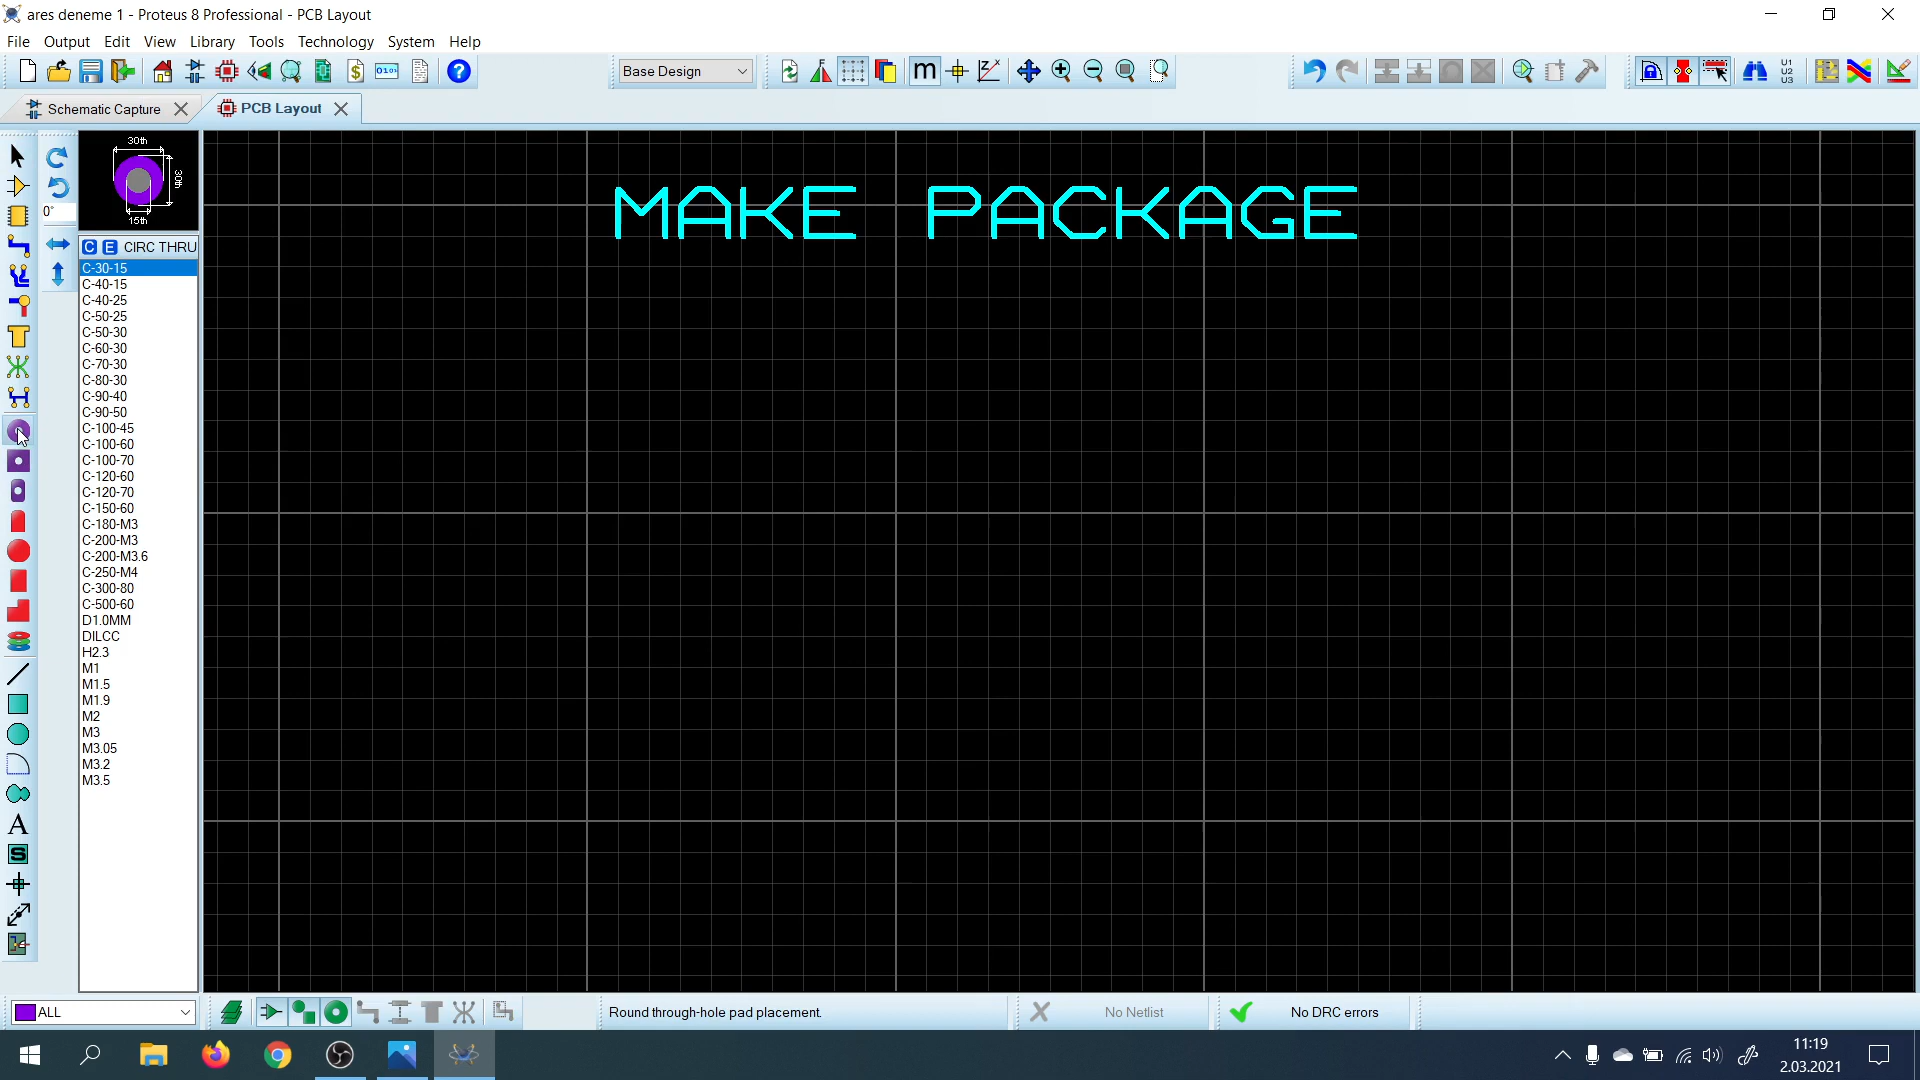 ares deneme 1 - Proteus 8 Professional - PCB Layout
File Output Edit View Library Tools Technology System Help
0101
$
?
Base Design
m
U1
U2
U3
Schematic Capture
PCB Layout
30th
30th
15th
0°
C E CIRC THRU
C-30-15
C-40-15
C-40-25
C-50-25
C-50-30
C-60-30
C-70-30
C-80-30
C-90-40
C-90-50
C-100-45
C-100-60
C-100-70
C-120-60
C-120-70
C-150-60
C-180-M3
C-200-M3
C-200-M3.6
C-250-M4
C-300-80
C-500-60
D1.0MM
DILCC
H2.3
M1
M1.5
M1.9
M2
M3
M3.05
M3.2
M3.5
A
S
MAKE PACKAGE
ALL
Round through-hole pad placement.
No Netlist
No DRC errors
11:19
2.03.2021